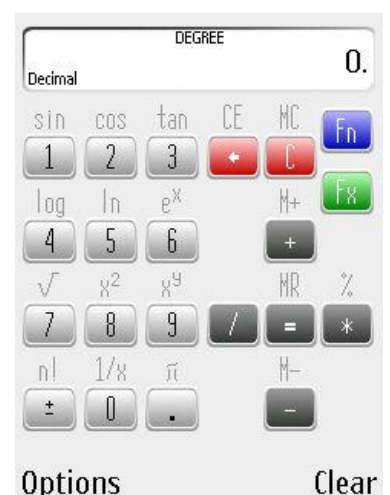 DEGREE
0.
Decimal
sin cos tan CE MC
Fn
1 2 3 ← C
log ln eˣ M+
Fx
4 5 6 +
√ x² xʸ MR %
7 8 9 / = *
n! 1/x π M−
± 0 . −
Options Clear